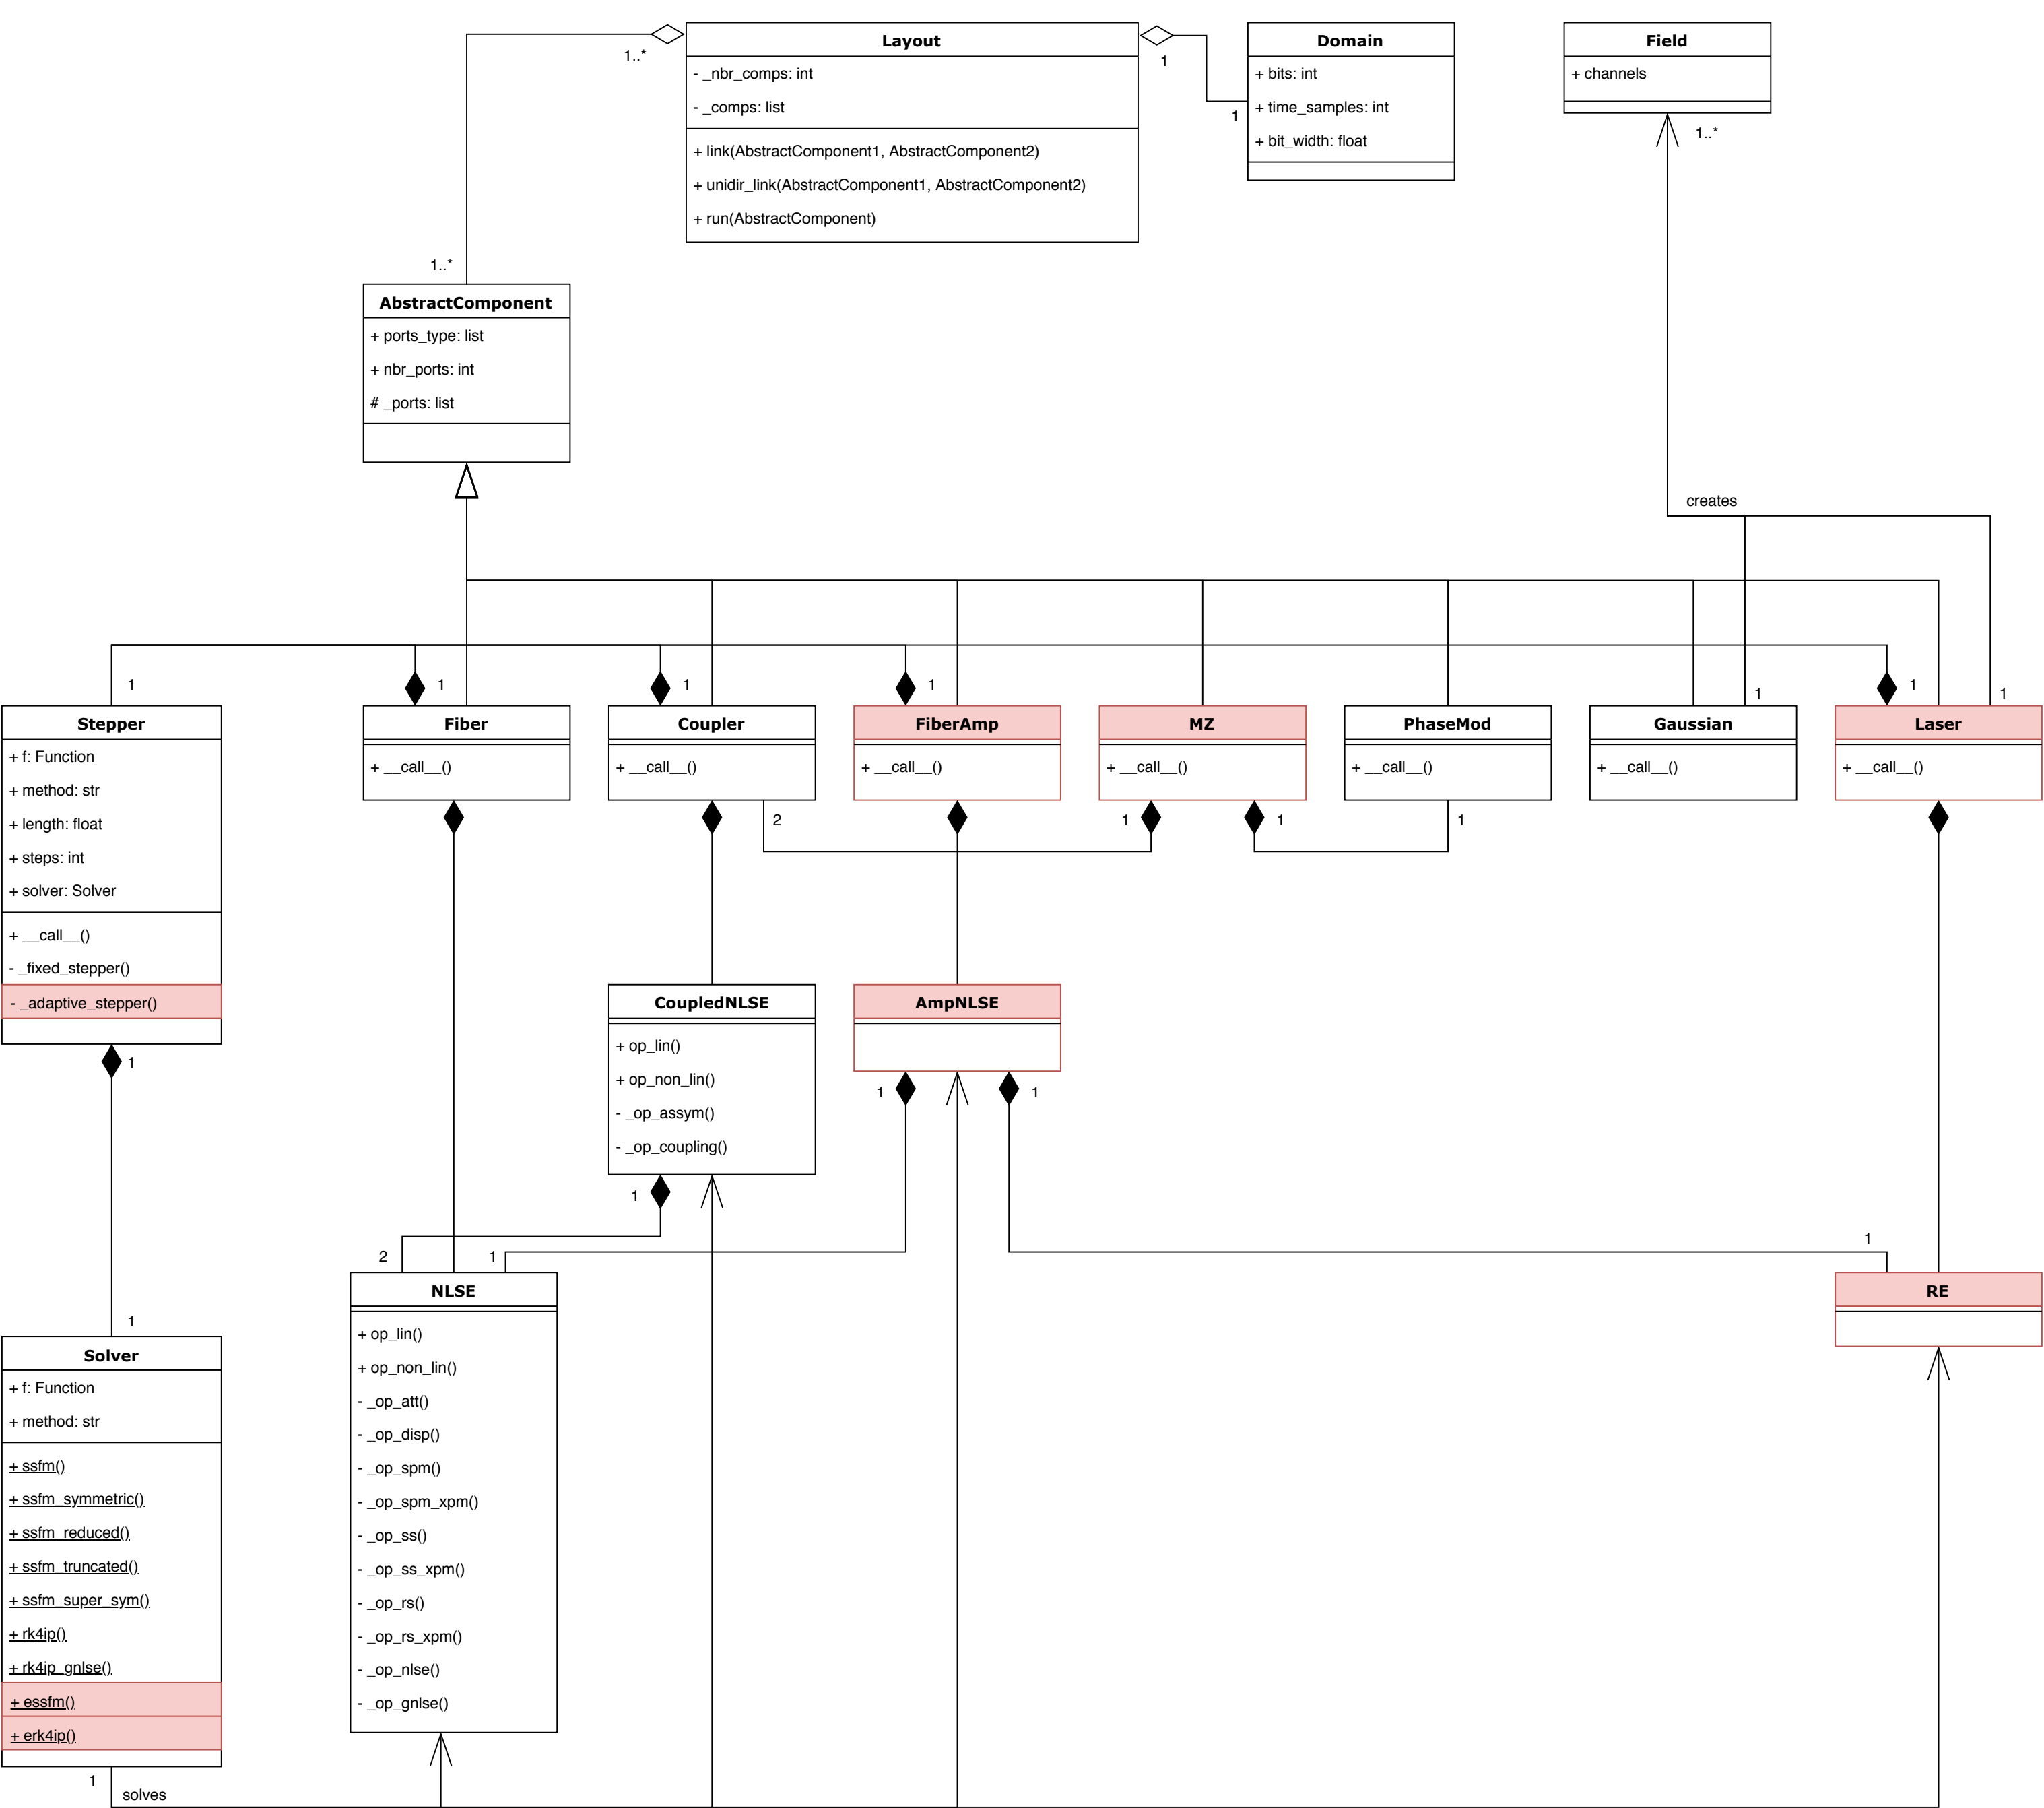 Layout
- _nbr_comps: int
- _comps: list
+ link(AbstractComponent1, AbstractComponent2)
+ unidir_link(AbstractComponent1, AbstractComponent2)
+ run(AbstractComponent)
1..*
1..*
1
1
Domain
+ bits: int
+ time_samples: int
+ bit_width: float
Field
+ channels
1..*
creates
AbstractComponent
+ ports_type: list
+ nbr_ports: int
# _ports: list
1
1
1
1
1
1
1
Stepper
+ f: Function
+ method: str
+ length: float
+ steps: int
+ solver: Solver
+ __call__()
- _fixed_stepper()
- _adaptive_stepper()
1
Fiber
+ __call__()
Coupler
+ __call__()
2
FiberAmp
+ __call__()
MZ
+ __call__()
1
1
PhaseMod
+ __call__()
1
Gaussian
+ __call__()
Laser
+ __call__()
CoupledNLSE
+ op_lin()
+ op_non_lin()
- _op_assym()
- _op_coupling()
1
AmpNLSE
1
1
2
1
1
NLSE
+ op_lin()
+ op_non_lin()
- _op_att()
- _op_disp()
- _op_spm()
- _op_spm_xpm()
- _op_ss()
- _op_ss_xpm()
- _op_rs()
- _op_rs_xpm()
- _op_nlse()
- _op_gnlse()
RE
1
Solver
+ f: Function
+ method: str
+ ssfm()
+ ssfm_symmetric()
+ ssfm_reduced()
+ ssfm_truncated()
+ ssfm_super_sym()
+ rk4ip()
+ rk4ip_gnlse()
+ essfm()
+ erk4ip()
1
solves